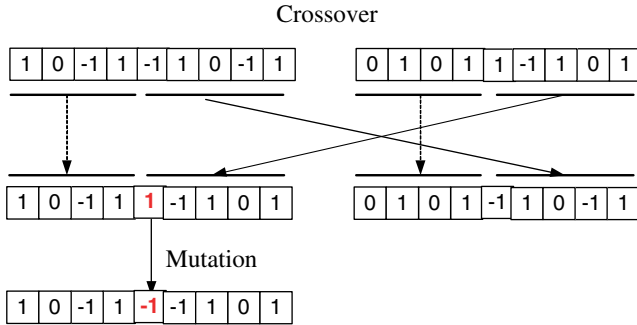 Crossover
1 0 -1 1 -1 1 0 -1 1
0 1 0 1 1 -1 1 0 1
1 0 -1 1 1 -1 1 0 1
0 1 0 1 -1 1 0 -1 1
Mutation
1 0 -1 1 -1 -1 1 0 1